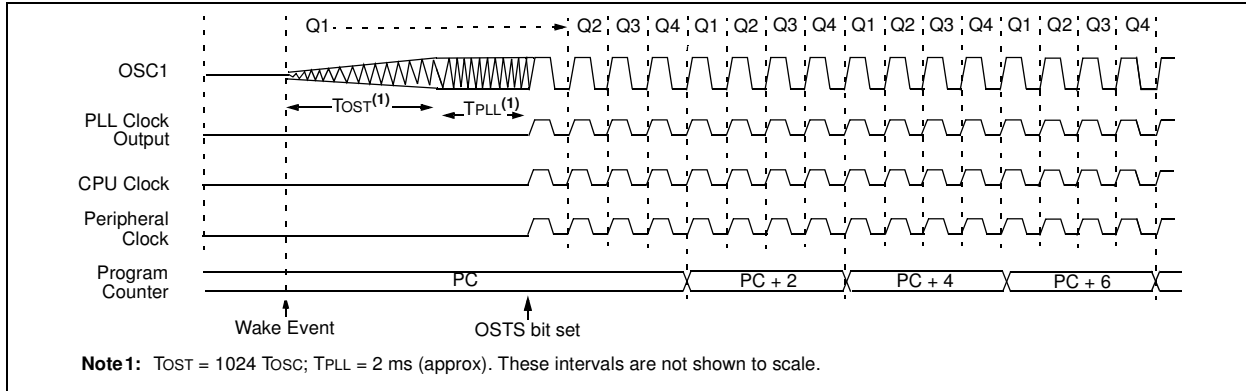 Q1 Q2 Q3 Q4 Q1 Q2 Q3 Q4 Q1 Q2 Q3 Q4 Q1 Q2 Q3 Q4
OSC1
TOST(1) TPLL(1)
PLL Clock
Output
CPU Clock
Peripheral
Clock
Program
Counter
PC PC + 2 PC + 4 PC + 6
Wake Event OSTS bit set
Note1: TOST = 1024 TOSC; TPLL = 2 ms (approx). These intervals are not shown to scale.